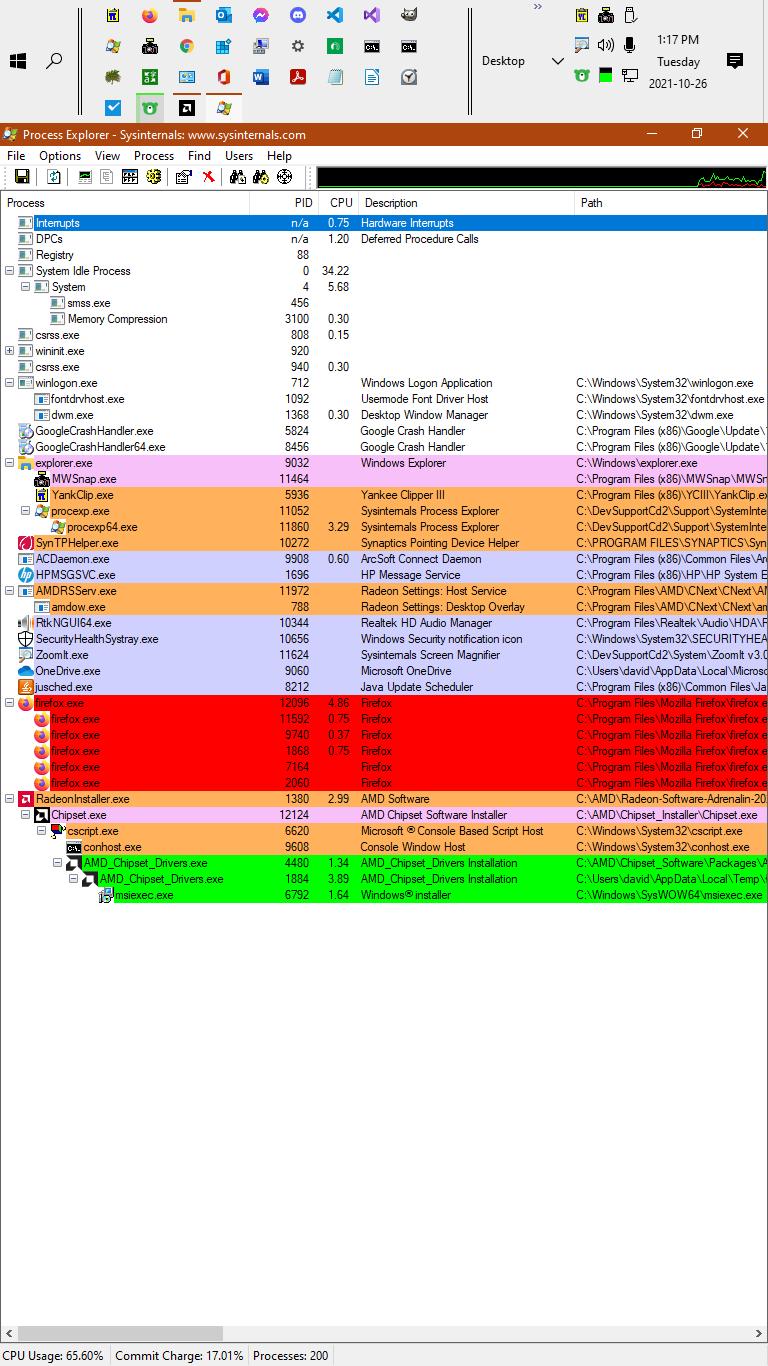 1:17 PM
Desktop Tuesday
2021-10-26
Process Explorer - Sysinternals: www.sysinternals.com
File Options View Process Find Users Help
Process PID CPU Description Path
Interrupts n/a 0.75 Hardware Interrupts
DPCs n/a 1.20 Deferred Procedure Calls
Registry 88
System Idle Process 0 34.22
System 4 5.68
smss.exe 456
Memory Compression 3100 0.30
csrss.exe 808 0.15
wininit.exe 920
csrss.exe 940 0.30
winlogon.exe 712 Windows Logon Application C:\Windows\System32\winlogon.exe
fontdrvhost.exe 1092 Usermode Font Driver Host C:\Windows\System32\fontdrvhost.exe
dwm.exe 1368 0.30 Desktop Window Manager C:\Windows\System32\dwm.exe
GoogleCrashHandler.exe 5824 Google Crash Handler C:\Program Files (x86)\Google\Update\
GoogleCrashHandler64.exe 8456 Google Crash Handler C:\Program Files (x86)\Google\Update\
explorer.exe 9032 Windows Explorer C:\Windows\explorer.exe
MWSnap.exe 11464 C:\Program Files (x86)\MWSnap\MWSn
YankClip.exe 5936 Yankee Clipper III C:\Program Files (x86)\YCIII\YankClip.ex
procexp.exe 11052 Sysinternals Process Explorer C:\DevSupportCd2\Support\SystemInte
procexp64.exe 11860 3.29 Sysinternals Process Explorer C:\DevSupportCd2\Support\SystemInte
SynTPHelper.exe 10272 Synaptics Pointing Device Helper C:\PROGRAM FILES\SYNAPTICS\Syn
ACDaemon.exe 9908 0.60 ArcSoft Connect Daemon C:\Program Files (x86)\Common Files\Ar
HPMSGSVC.exe 1696 HP Message Service C:\Program Files (x86)\HP\HP System E
AMDRSServ.exe 11972 Radeon Settings: Host Service C:\Program Files\AMD\CNext\CNext\A
amdow.exe 788 Radeon Settings: Desktop Overlay C:\Program Files\AMD\CNext\CNext\am
RtkNGUI64.exe 10344 Realtek HD Audio Manager C:\Program Files\Realtek\Audio\HDA\R
SecurityHealthSystray.exe 10656 Windows Security notification icon C:\Windows\System32\SECURITYHEA
ZoomIt.exe 11624 Sysinternals Screen Magnifier C:\DevSupportCd2\System\ZoomIt v3.0
OneDrive.exe 9060 Microsoft OneDrive C:\Users\david\AppData\Local\Microso
jusched.exe 8212 Java Update Scheduler C:\Program Files (x86)\Common Files\Ja
firefox.exe 12096 4.86 Firefox C:\Program Files\Mozilla Firefox\firefox.e
firefox.exe 11592 0.75 Firefox C:\Program Files\Mozilla Firefox\firefox.e
firefox.exe 9740 0.37 Firefox C:\Program Files\Mozilla Firefox\firefox.e
firefox.exe 1868 0.75 Firefox C:\Program Files\Mozilla Firefox\firefox.e
firefox.exe 7164 Firefox C:\Program Files\Mozilla Firefox\firefox.e
firefox.exe 2060 Firefox C:\Program Files\Mozilla Firefox\firefox.e
RadeonInstaller.exe 1380 2.99 AMD Software C:\AMD\Radeon-Software-Adrenalin-20
Chipset.exe 12124 AMD Chipset Software Installer C:\AMD\Chipset_Installer\Chipset.exe
cscript.exe 6620 Microsoft ® Console Based Script Host C:\Windows\System32\cscript.exe
conhost.exe 9608 Console Window Host C:\Windows\System32\conhost.exe
AMD_Chipset_Drivers.exe 4480 1.34 AMD_Chipset_Drivers Installation C:\AMD\Chipset_Software\Packages\A
AMD_Chipset_Drivers.exe 1884 3.89 AMD_Chipset_Drivers Installation C:\Users\david\AppData\Local\Temp\
msiexec.exe 6792 1.64 Windows® installer C:\Windows\SysWOW64\msiexec.exe
CPU Usage: 65.60% Commit Charge: 17.01% Processes: 200